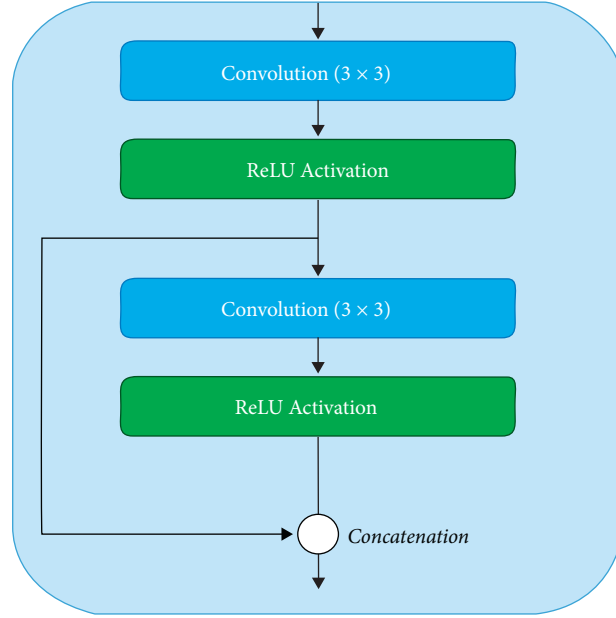 Convolution (3 × 3)
ReLU Activation
Convolution (3 × 3)
ReLU Activation
Concatenation